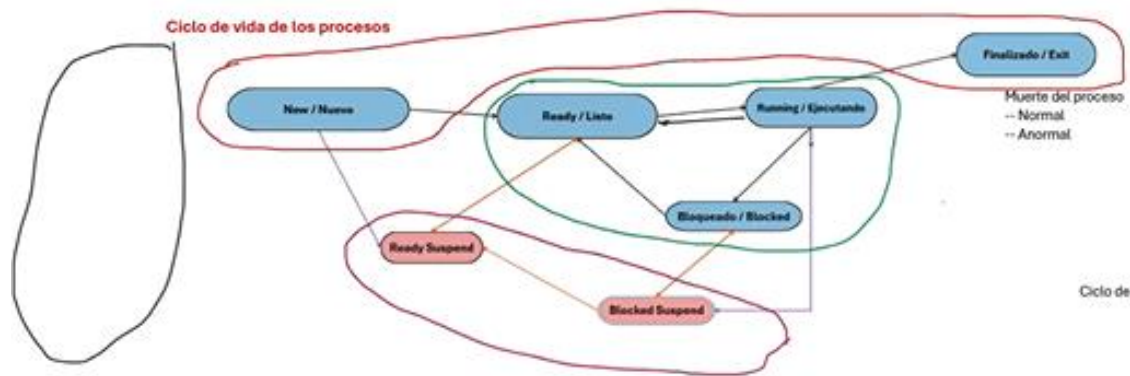 Ciclo de vida de los procesos
Finalizado / Exit
New / Nuevo
Ready / Listo
Running / Ejecutando
Muerte del proceso
-- Normal
-- Anormal
Bloqueado / Blocked
Ready Suspend
Blocked Suspend
Ciclo de